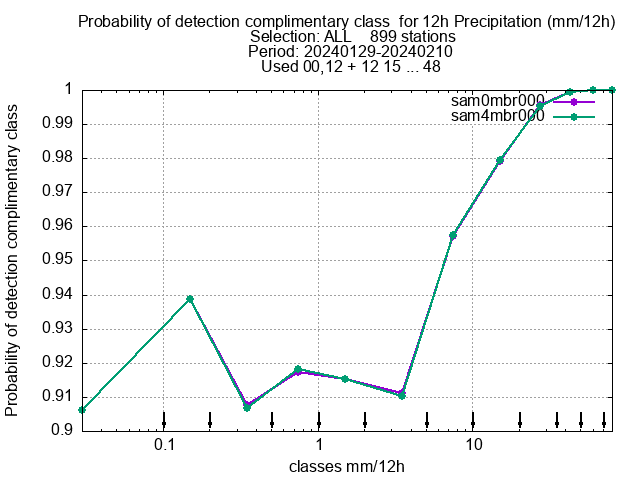 Probability of detection complimentary class  for 12h Precipitation (mm/12h)
Selection: ALL    899 stations
Period: 20240129-20240210
Used 00,12 + 12 15 ... 48
sam0mbr000
sam4mbr000
Probability of detection complimentary class
1
0.99
0.98
0.97
0.96
0.95
0.94
0.93
0.92
0.91
0.9
0.1
1
10
classes mm/12h